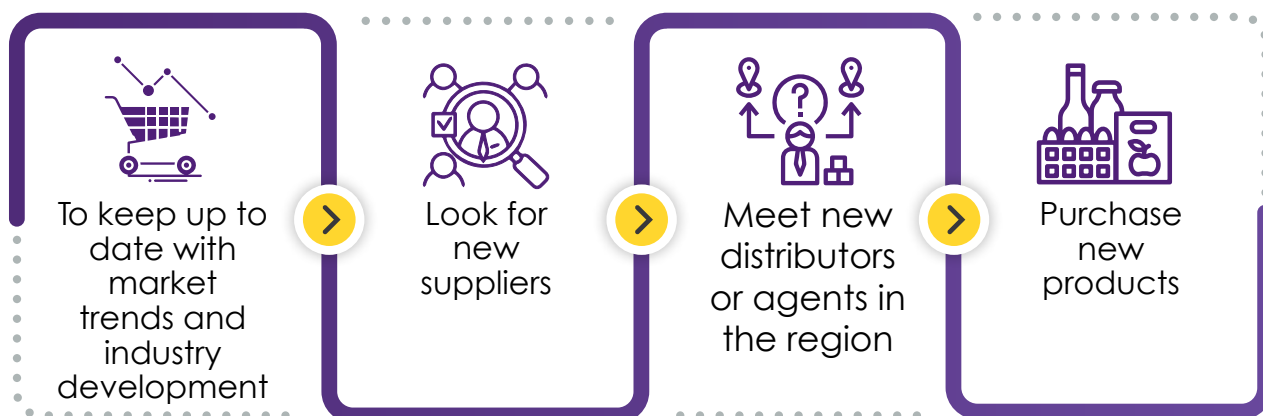 To keep up to
date with
market
trends and
industry
development
Look for
new
suppliers
Meet new
distributors
or agents in
the region
Purchase
new
products